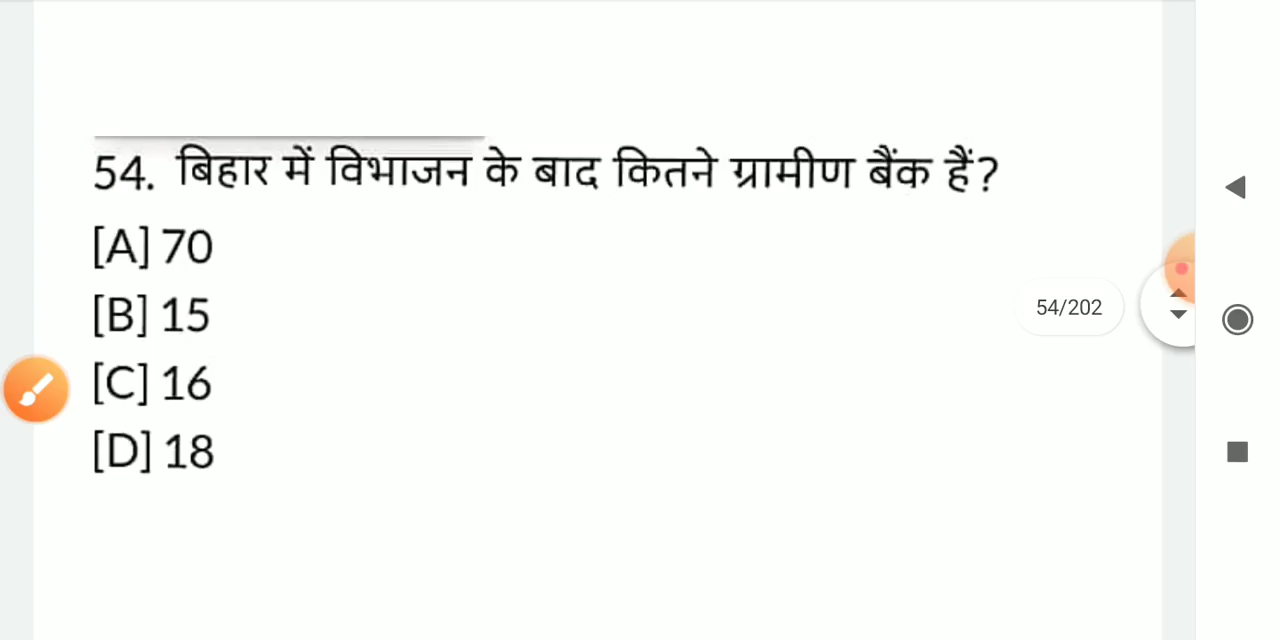 54. बिहार में विभाजन के बाद कितने ग्रामीण बैंक हैं?
[A] 70
[B] 15
54/202
[C] 16
[D] 18